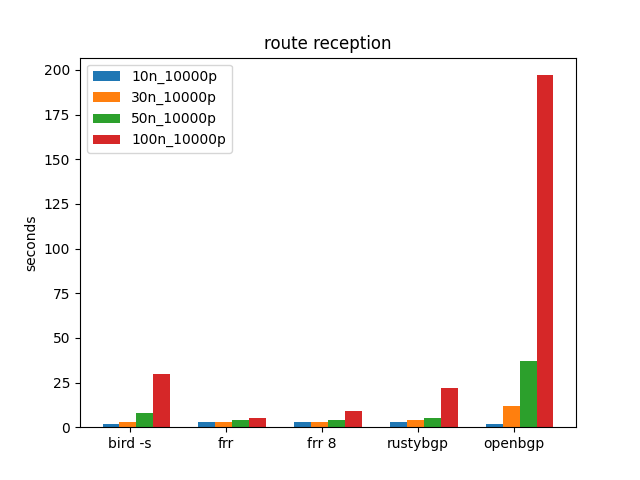 route reception
200
175
150
125
100
75
50
25
0
seconds
10n_10000p
30n_10000p
50n_10000p
100n_10000p
bird -s
frr
frr 8
rustybgp
openbgp